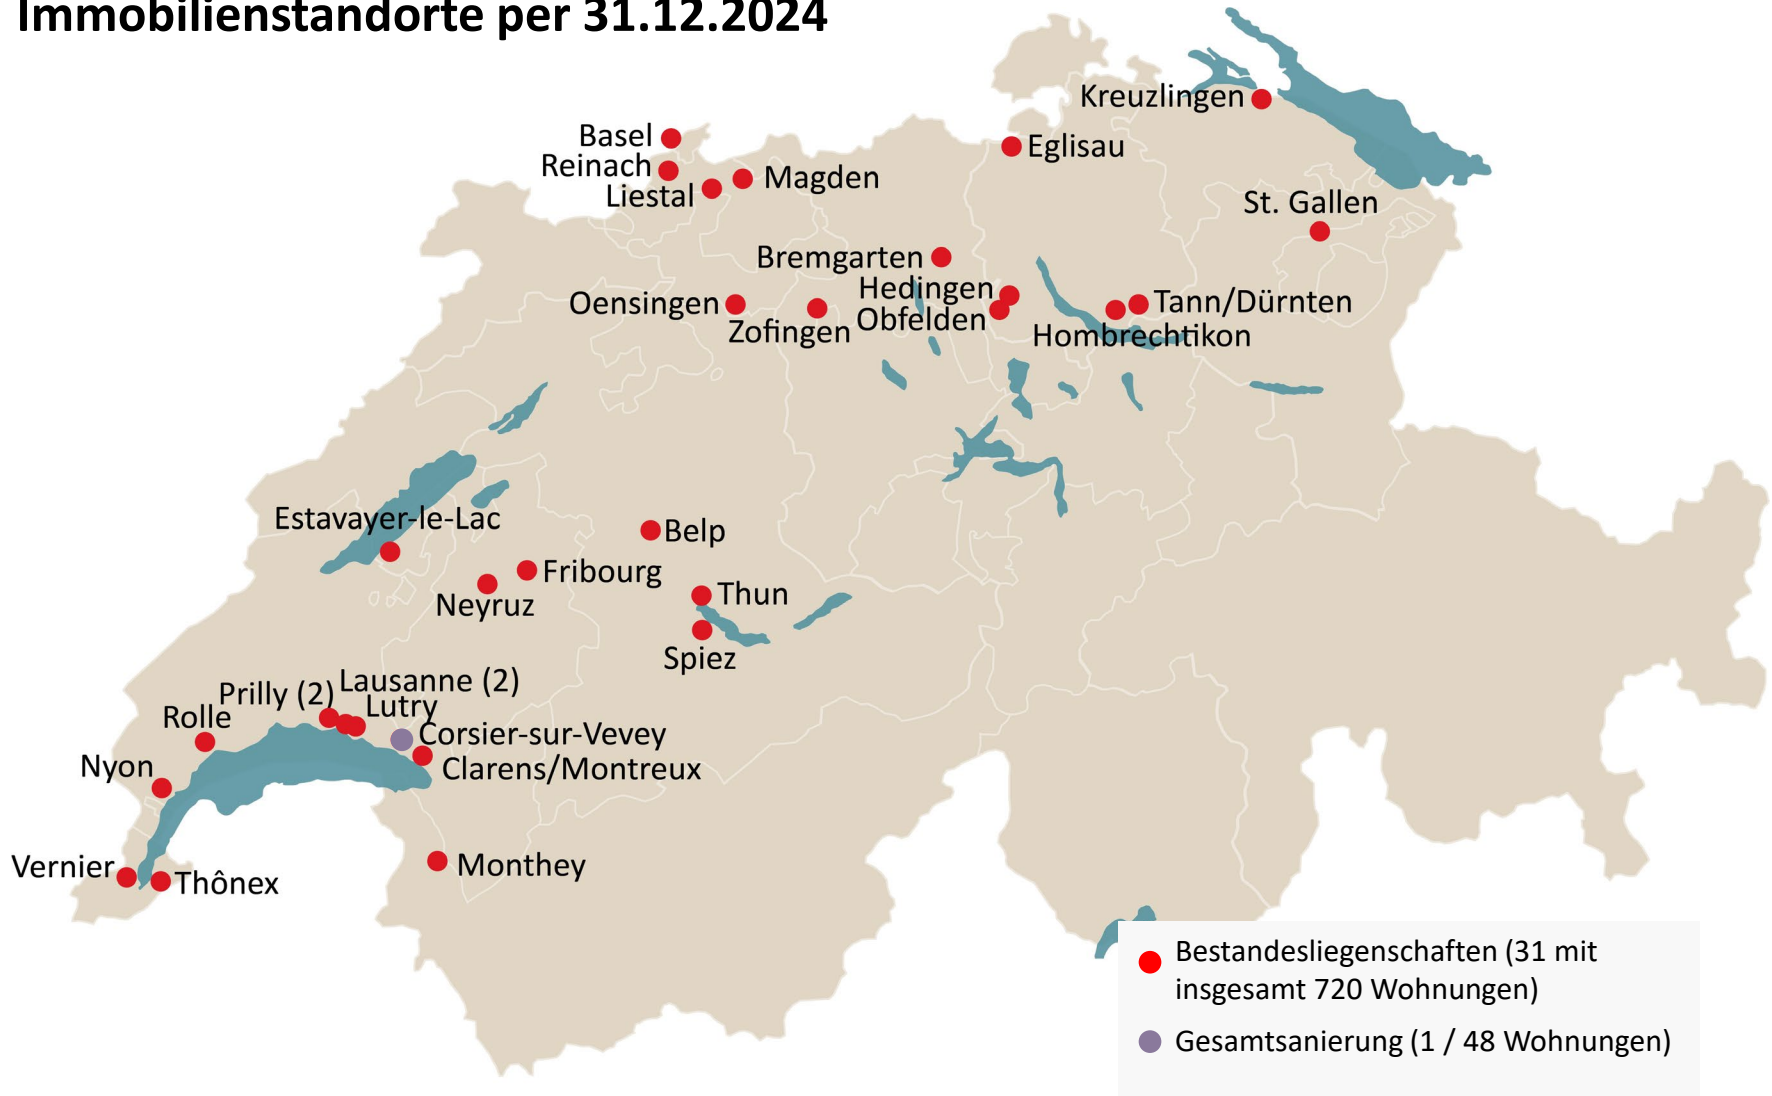 Immobilienstandorte per 31.12.2024
Kreuzlingen
Basel
Eglisau
Reinach
Magden
Liestal
St. Gallen
Bremgarten
Hedingen
Oensingen
Tann/Dürnten
Zofingen
Obfelden
Hombrechtikon
Estavayer-le-Lac
Belp
Fribourg
Neyruz
Thun
Spiez
Lausanne (2)
Prilly (2)
Lutry
Rolle
Corsier-sur-Vevey
Nyon
Clarens/Montreux
Vernier
Thônex
Monthey
Bestandesliegenschaften (31 mit
insgesamt 720 Wohnungen)
Gesamtsanierung (1 / 48 Wohnungen)